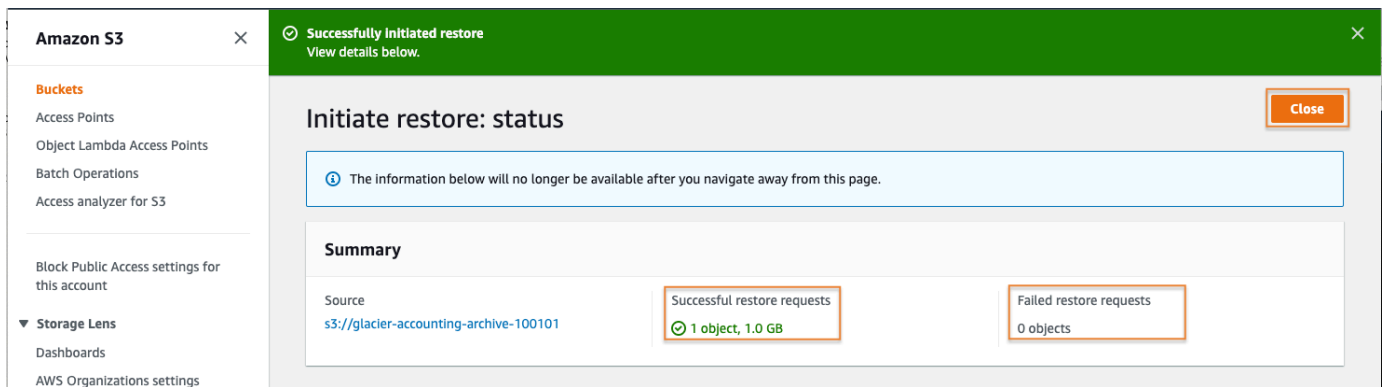 Amazon S3
Buckets
Access Points
Object Lambda Access Points
Batch Operations
Access analyzer for S3
Block Public Access settings for
this account
Storage Lens
Dashboards
AWS Organizations settings
Successfully initiated restore
View details below.
Initiate restore: status
Close
The information below will no longer be available after you navigate away from this page.
Summary
Source
s3://glacier-accounting-archive-100101
Successful restore requests
1 object, 1.0 GB
Failed restore requests
0 objects